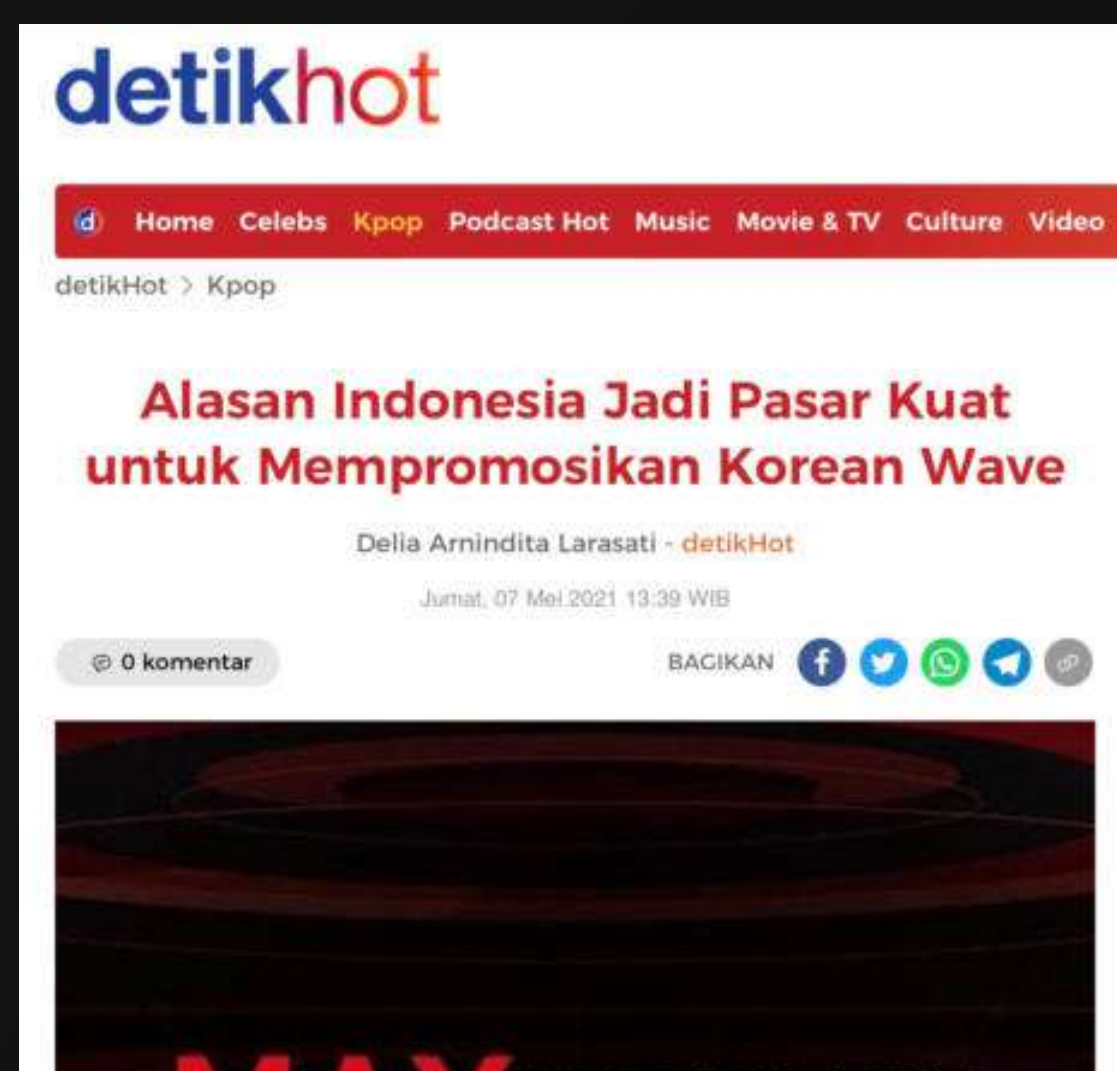 detikhot
d Home Celebs Kpop Podcast Hot Music Movie & TV Culture Video
detikHot > Kpop
Alasan Indonesia Jadi Pasar Kuat
untuk Mempromosikan Korean Wave
Delia Arnindita Larasati - detikHot
Jumat, 07 Mei 2021 13:39 WIB
0 komentar BAGIKAN
MAX